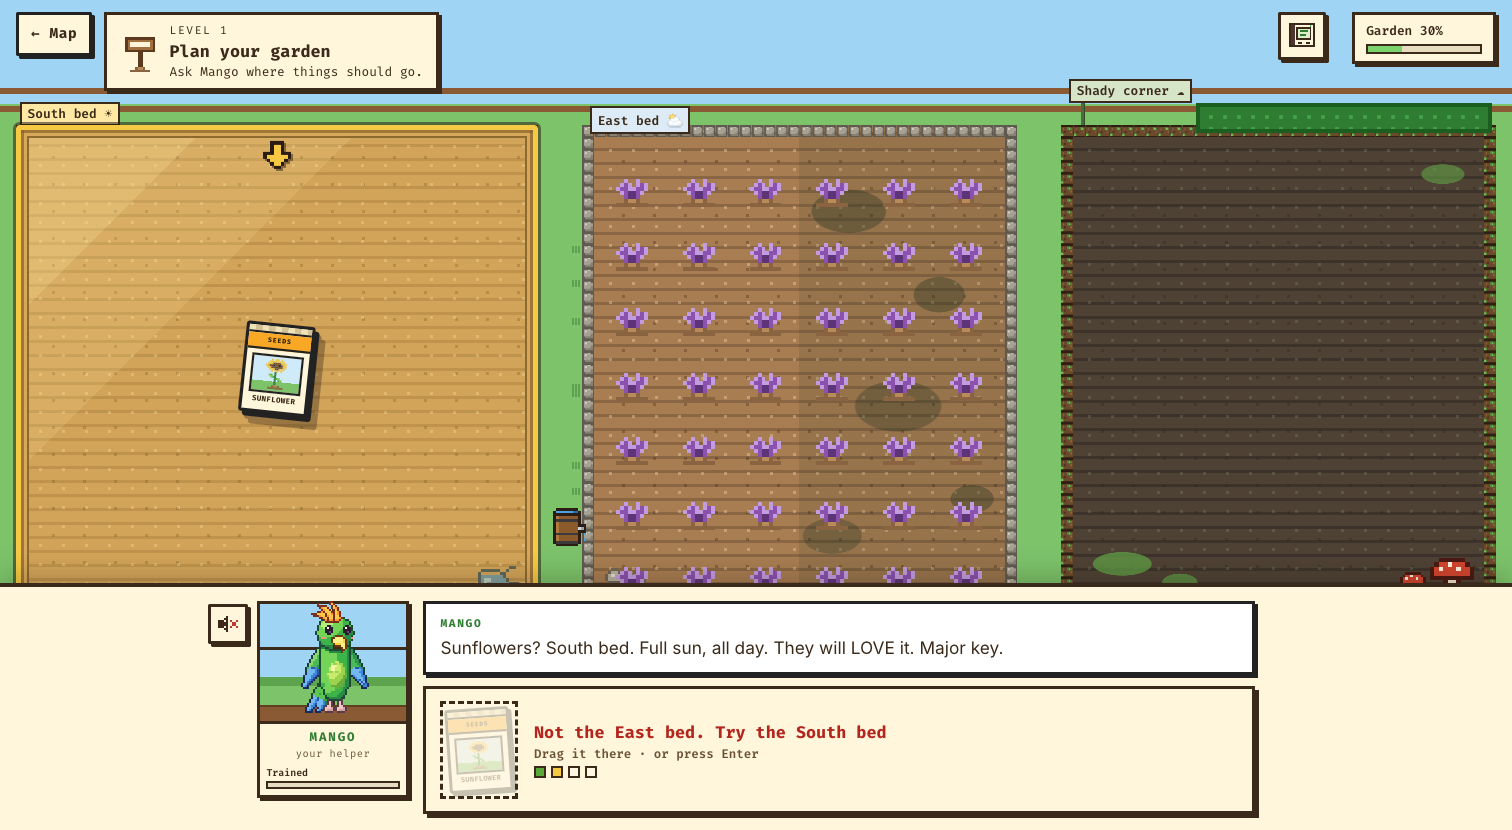 ← Map
LEVEL 1
Plan your garden
Ask Mango where things should go.
Garden 30%
South bed ☀
East bed ⛅
Shady corner ☁
SEEDS
SUNFLOWER
MANGO
your helper
Trained
MANGO
Sunflowers? South bed. Full sun, all day. They will LOVE it. Major key.
SEEDS
SUNFLOWER
Not the East bed. Try the South bed
Drag it there · or press Enter